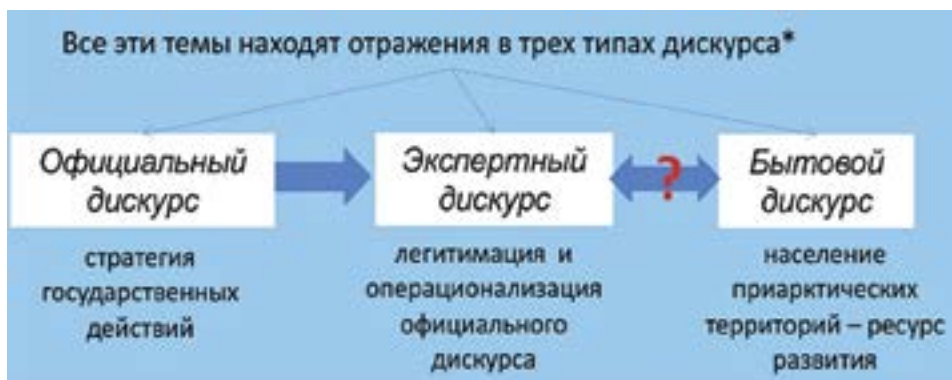 Все эти темы находят отражения в трех типах дискурса*
Официальный
дискурс
Экспертный
дискурс
?
Бытовой
дискурс
стратегия
государственных
действий
легитимация и
операционализация
официального
дискурса
население
приарктических
территорий – ресурс
развития